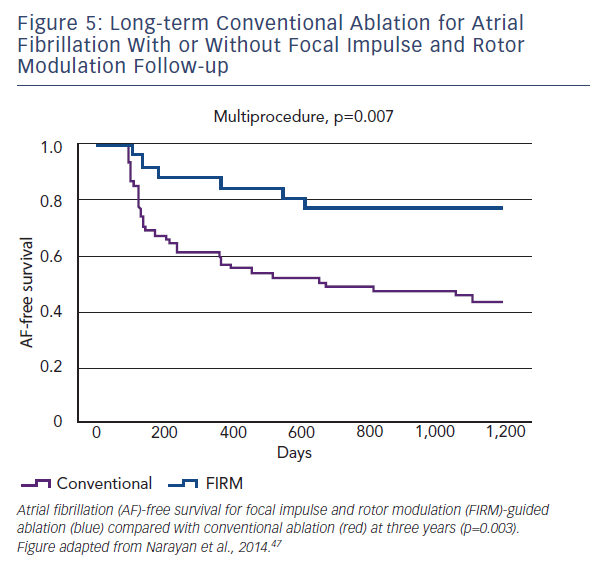 Figure 5: Long-term Conventional Ablation for Atrial
Fibrillation With or Without Focal Impulse and Rotor
Modulation Follow-up
Multiprocedure, p=0.007
AF-free survival
1.0
0.8
0.6
0.4
0.2
0
0 200 400 600 800 1,000 1,200
Days
Conventional FIRM
Atrial fibrillation (AF)-free survival for focal impulse and rotor modulation (FIRM)-guided
ablation (blue) compared with conventional ablation (red) at three years (p=0.003).
Figure adapted from Narayan et al., 2014.47